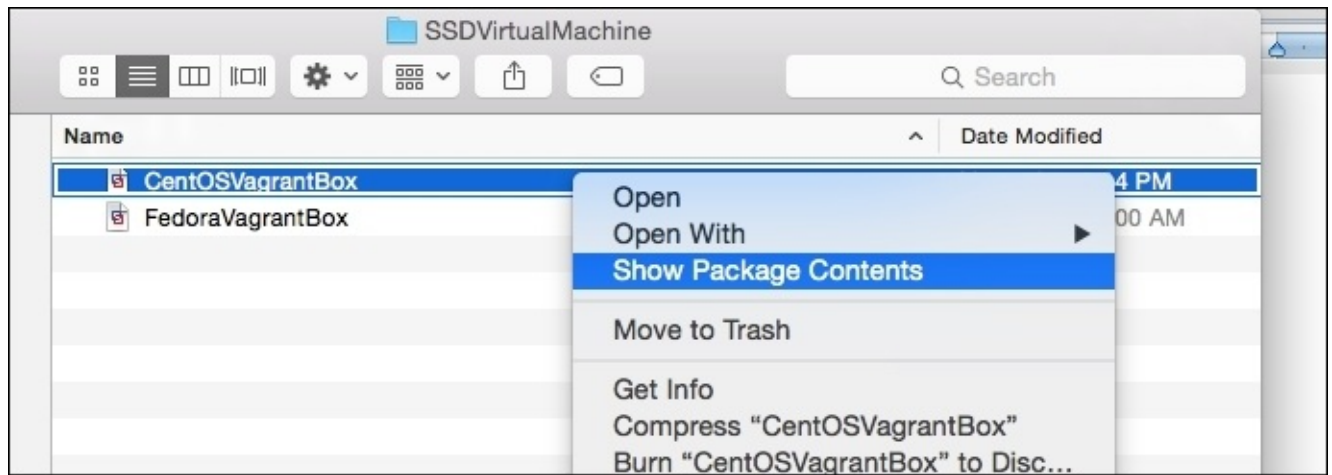 SSDVirtualMachine
Search
Name Date Modified
CentOSVagrantBox 4 PM
FedoraVagrantBox 00 AM
Open
Open With
Show Package Contents
Move to Trash
Get Info
Compress “CentOSVagrantBox”
Burn “CentOSVagrantBox” to Disc...